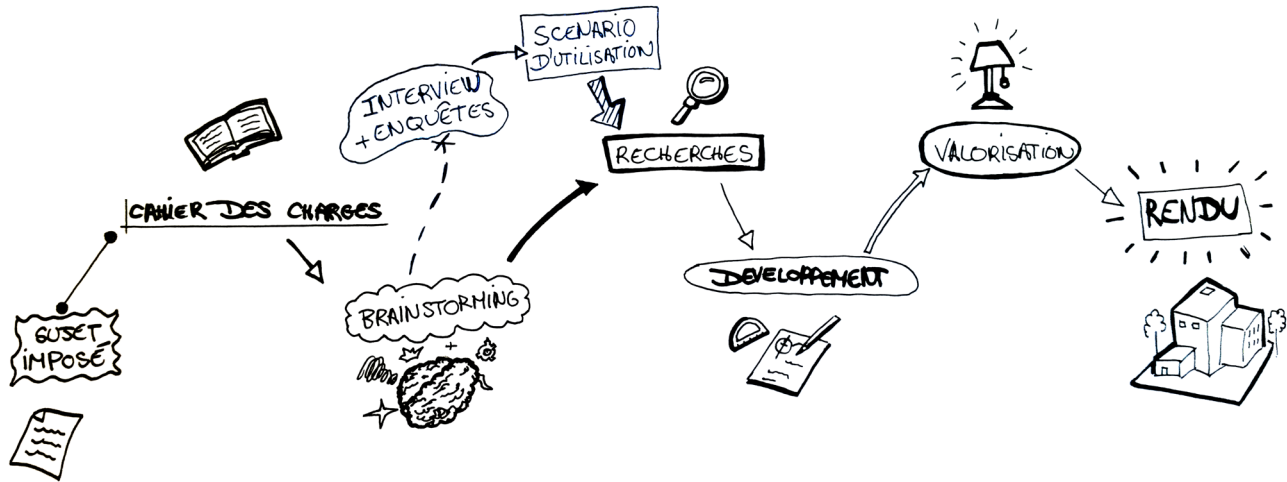 SUJET
IMPOSÉ
CAHIER DES CHARGES
BRAINSTORMING
INTERVIEW
+ ENQUÊTES
SCENARIO
D'UTILISATION
RECHERCHES
DEVELOPPEMENT
VALORISATION
RENDU